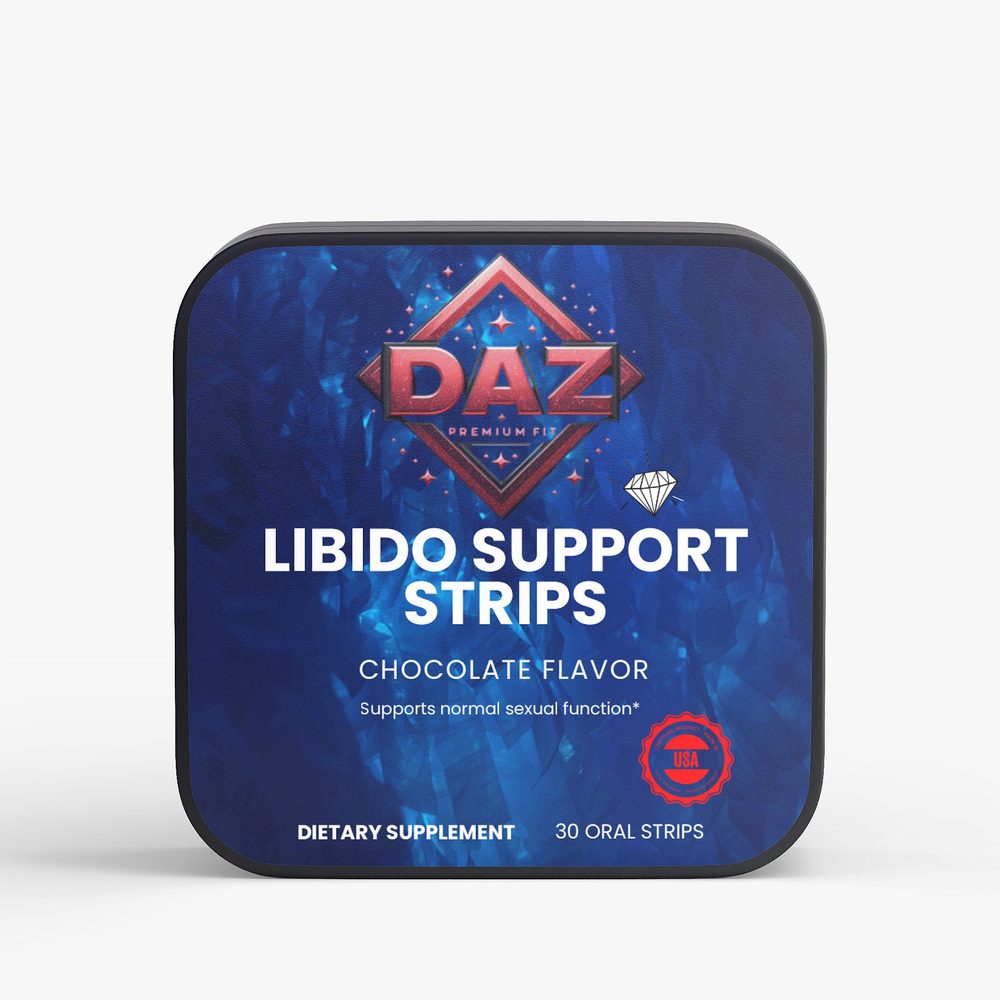 DAZ
PREMIUM FIT
LIBIDO SUPPORT
STRIPS
CHOCOLATE FLAVOR
Supports normal sexual function*
USA
DIETARY SUPPLEMENT
30 ORAL STRIPS